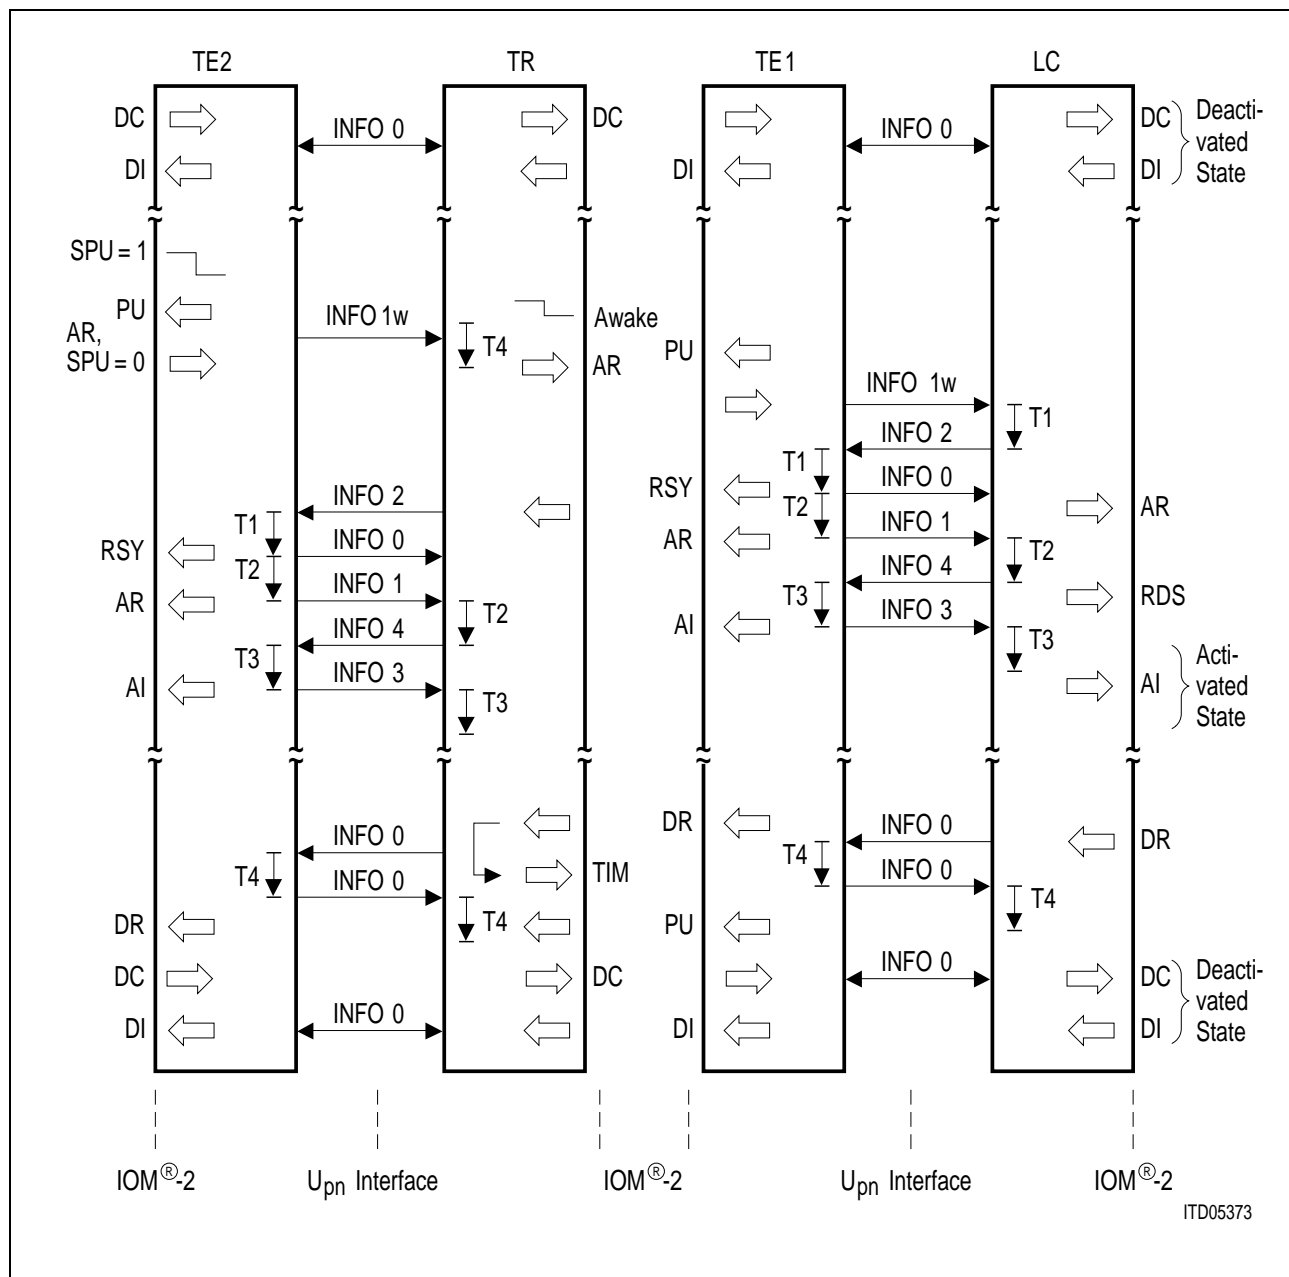 TE2 TR TE1 LC
DC INFO 0 DC INFO 0 DC Deacti-
vated
DI DI DI State
SPU = 1
PU INFO 1w Awake
AR,
SPU = 0 T4 AR PU
INFO 1w
T1
INFO 2
T1
RSY INFO 0
INFO 2 T2 AR
T1 INFO 0 AR INFO 1
RSY T2
T2 INFO 1 INFO 4
AR T3 RDS
T2 INFO 3
INFO 4 AI
T3 T3 Acti-
INFO 3 vated
AI T3 AI State
INFO 0 DR INFO 0 DR
T4 INFO 0 TIM T4 INFO 0
T4 T4
DR PU
DC DC INFO 0 DC Deacti-
vated
DI INFO 0 DI DI State
IOM®-2 Upn Interface IOM®-2 Upn Interface IOM®-2
ITD05373